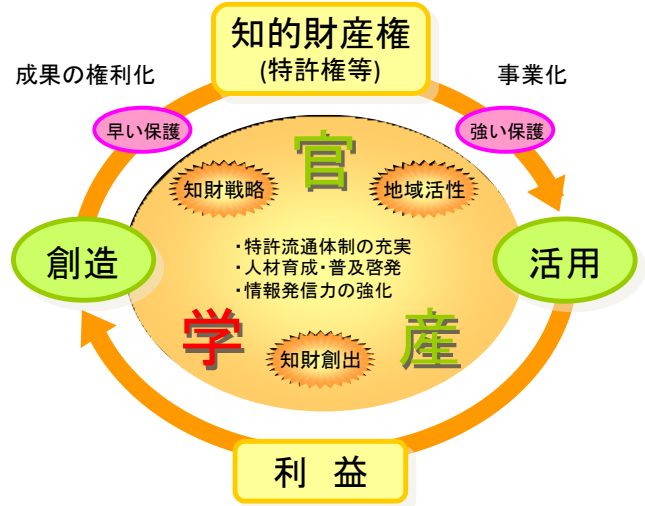 知的財産権
(特許権等)
成果の権利化
事業化
早い保護
強い保護
官
知財戦略
地域活性
創造
・特許流通体制の充実
・人材育成・普及啓発
・情報発信力の強化
活用
学
産
知財創出
利 益